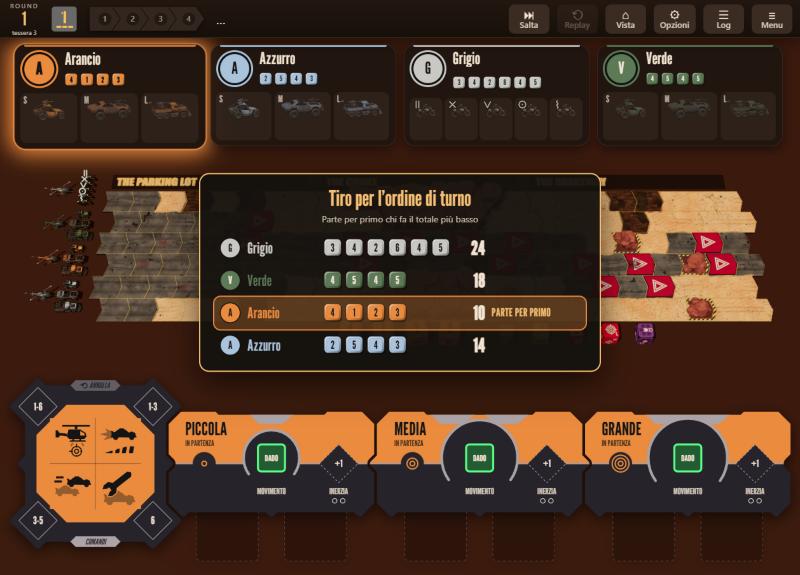 ROUND
1
tessera 3
1
1 2 3 4
...
Salta
Replay
Vista
Opzioni
Log
Menu
A Arancio
4 1 2 3
S M L
A Azzurro
2 5 4 3
S M L
G Grigio
3 4 2 6 4 5
V Verde
4 5 4 5
S M L
THE PARKING LOT
Tiro per l'ordine di turno
Parte per primo chi fa il totale più basso
G Grigio 3 4 2 6 4 5 24
V Verde 4 5 4 5 18
A Arancio 4 1 2 3 10 PARTE PER PRIMO
A Azzurro 2 5 4 3 14
ANNULLA
1-6
1-3
3-5
6
COMANDI
PICCOLA
IN PARTENZA
DADO
+1
MOVIMENTO
INERZIA
MEDIA
IN PARTENZA
DADO
+1
MOVIMENTO
INERZIA
GRANDE
IN PARTENZA
DADO
+1
MOVIMENTO
INERZIA